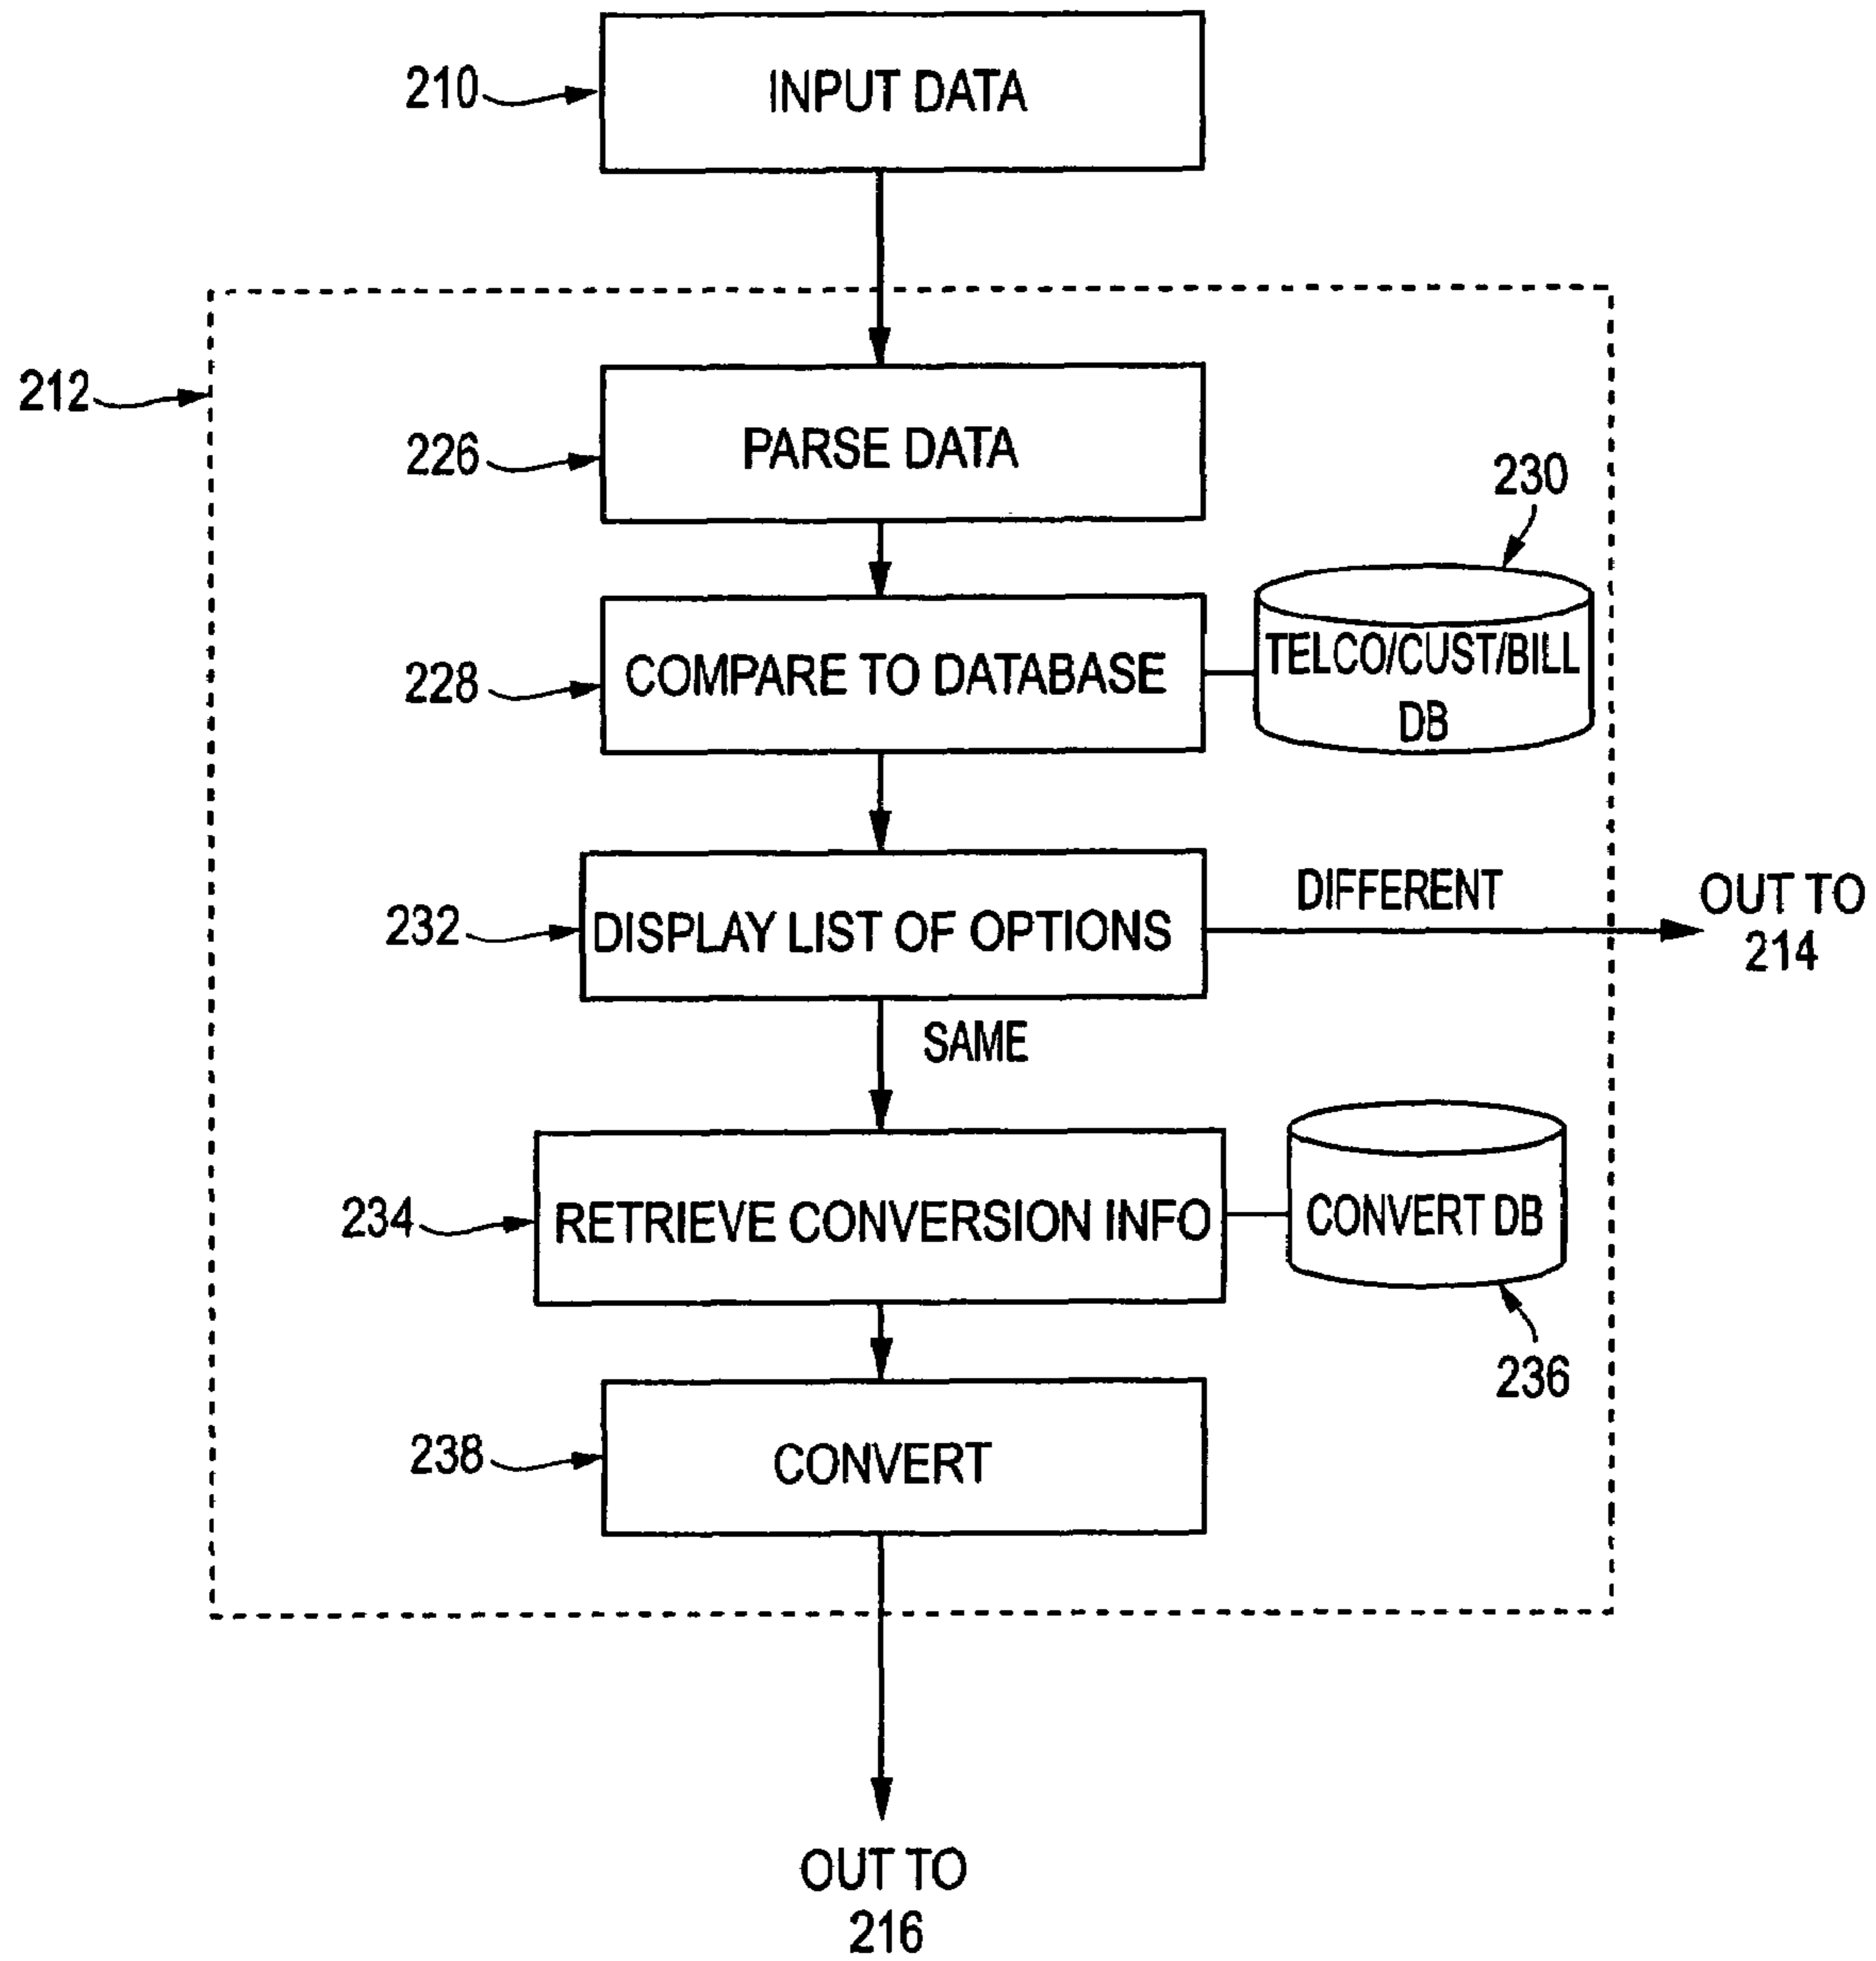 210
INPUT DATA
212
226
PARSE DATA
230
228
COMPARE TO DATABASE
TELCO/CUST/BILL
DB
232
DISPLAY LIST OF OPTIONS
DIFFERENT
OUT TO
214
SAME
234
RETRIEVE CONVERSION INFO
CONVERT DB
236
238
CONVERT
OUT TO
216